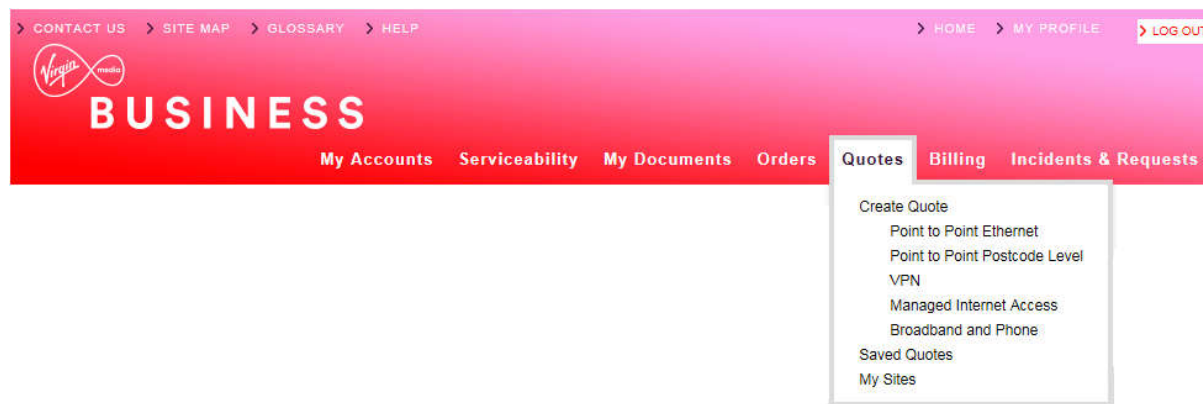 CONTACT US SITE MAP GLOSSARY HELP HOME MY PROFILE LOG OUT
Virgin media
BUSINESS
My Accounts Serviceability My Documents Orders Quotes Billing Incidents & Requests
Create Quote
Point to Point Ethernet
Point to Point Postcode Level
VPN
Managed Internet Access
Broadband and Phone
Saved Quotes
My Sites